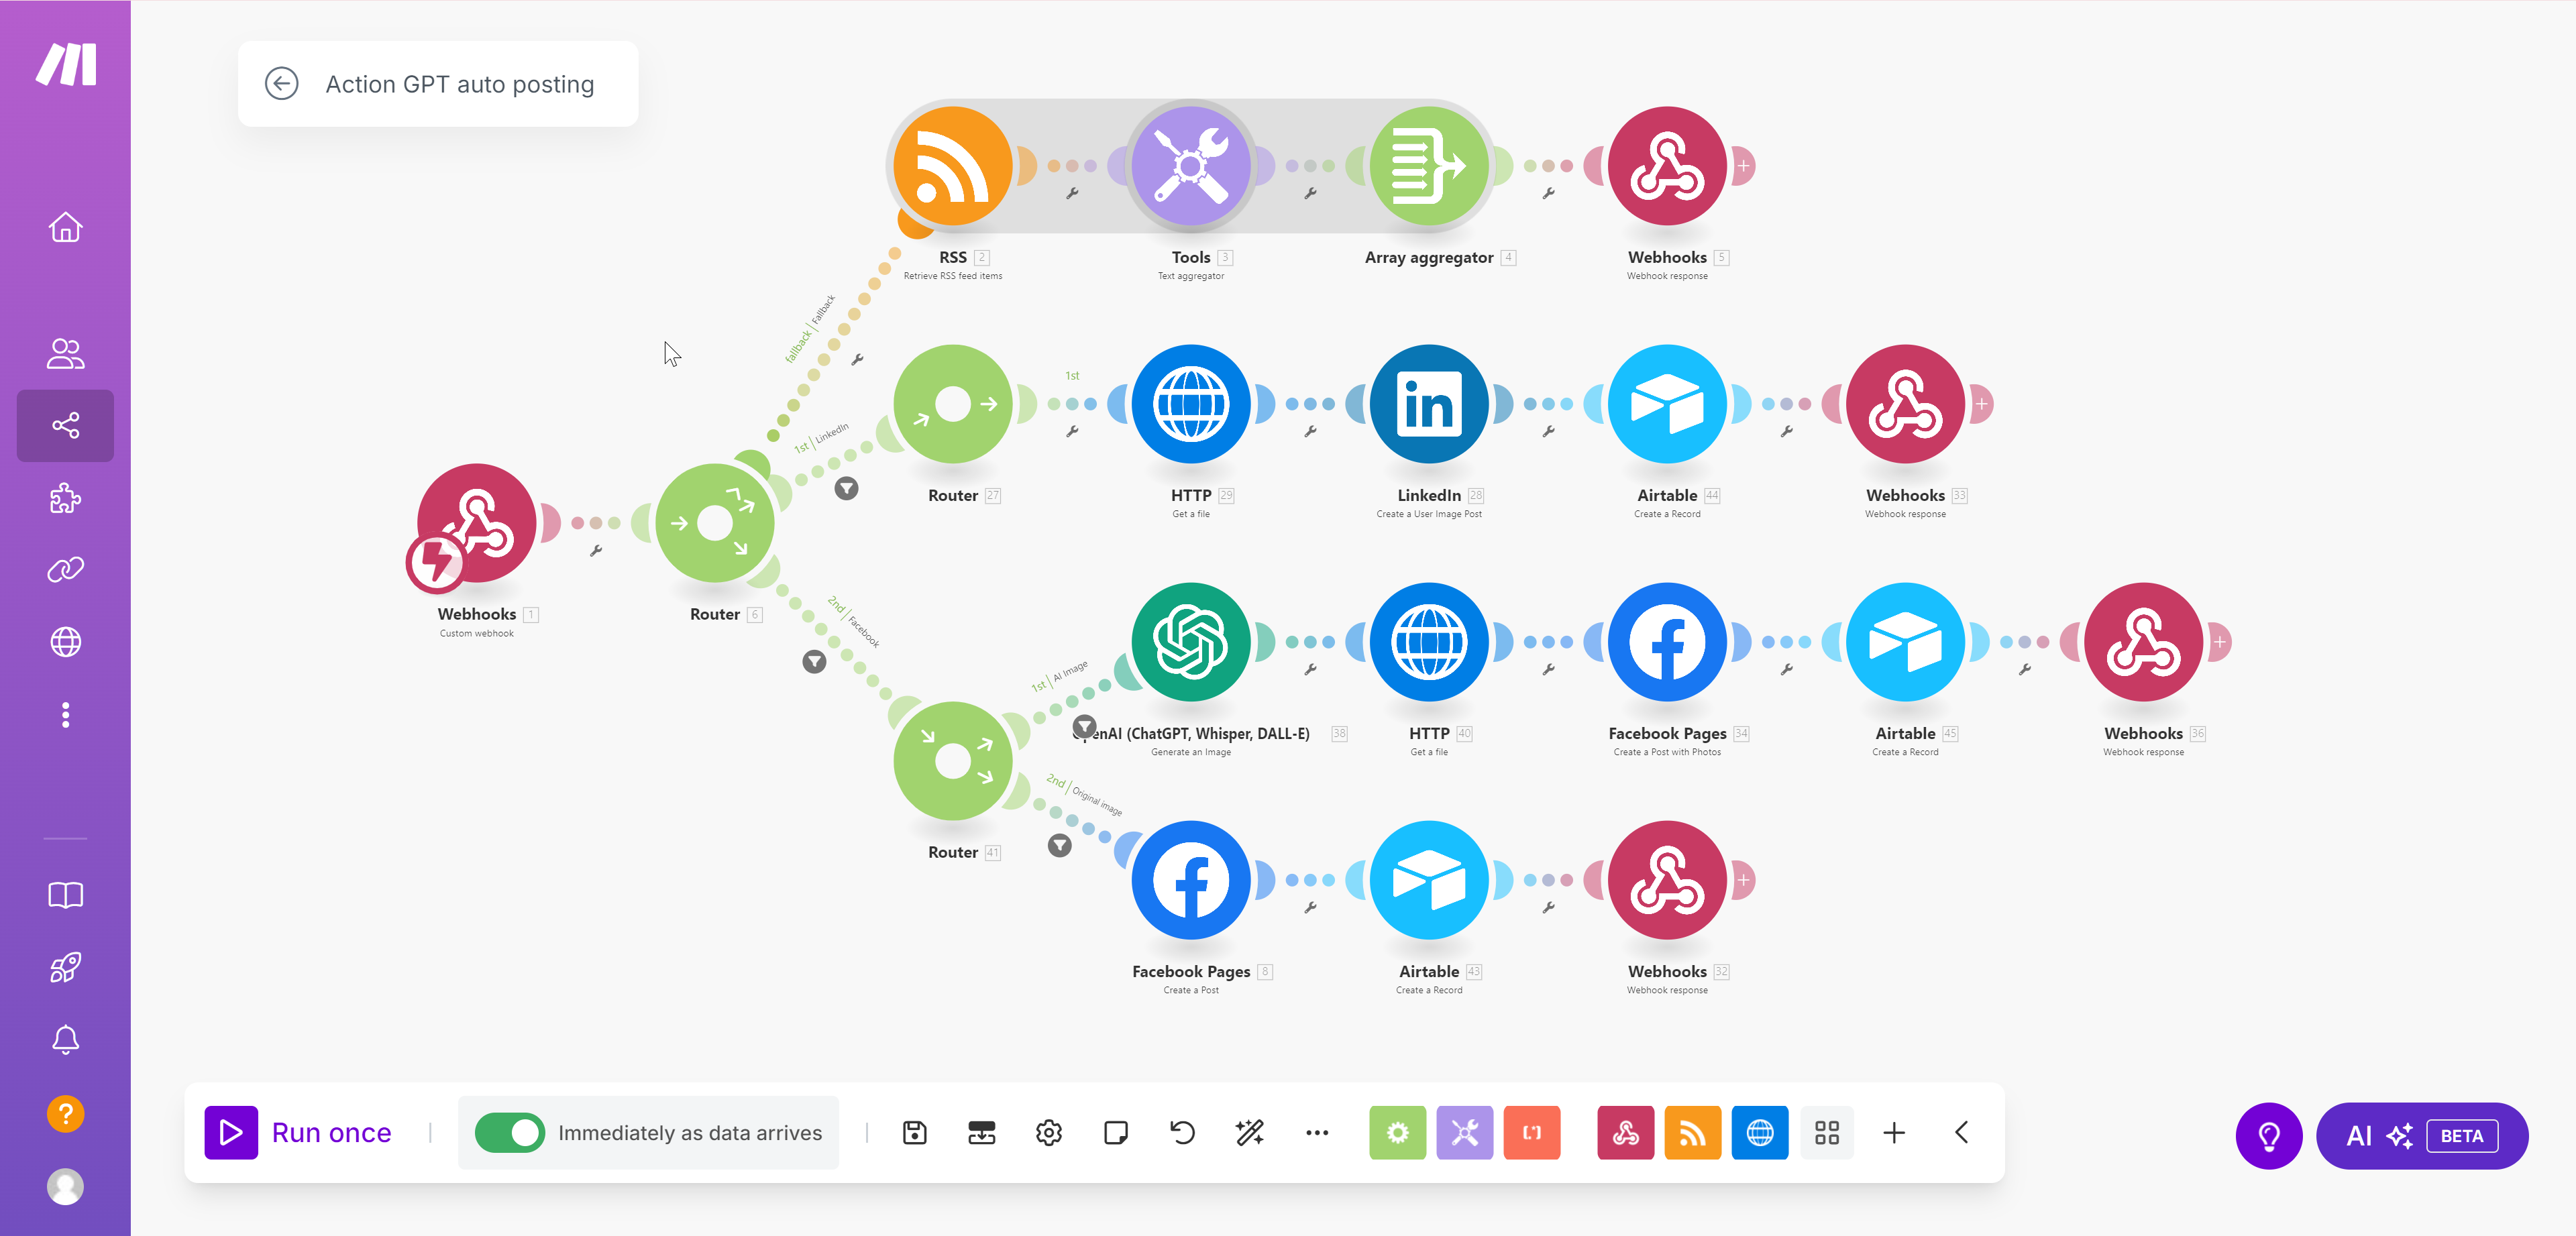 Action GPT auto posting
RSS 2
Retrieve RSS feed items
Tools 3
Text aggregator
Array aggregator 4
Webhooks 5
Webhook response
fallback | Fallback
1st | LinkedIn
Router 27
1st
HTTP 29
Get a file
LinkedIn 28
Create a User Image Post
Airtable 44
Create a Record
Webhooks 33
Webhook response
Webhooks 1
Custom webhook
Router 6
2nd | Facebook
1st | AI Image
OpenAI (ChatGPT, Whisper, DALL-E) 38
Generate an Image
HTTP 40
Get a file
Facebook Pages 34
Create a Post with Photos
Airtable 45
Create a Record
Webhooks 36
Webhook response
Router 41
2nd | Original image
Facebook Pages 8
Create a Post
Airtable 43
Create a Record
Webhooks 32
Webhook response
Run once
Immediately as data arrives
AI BETA